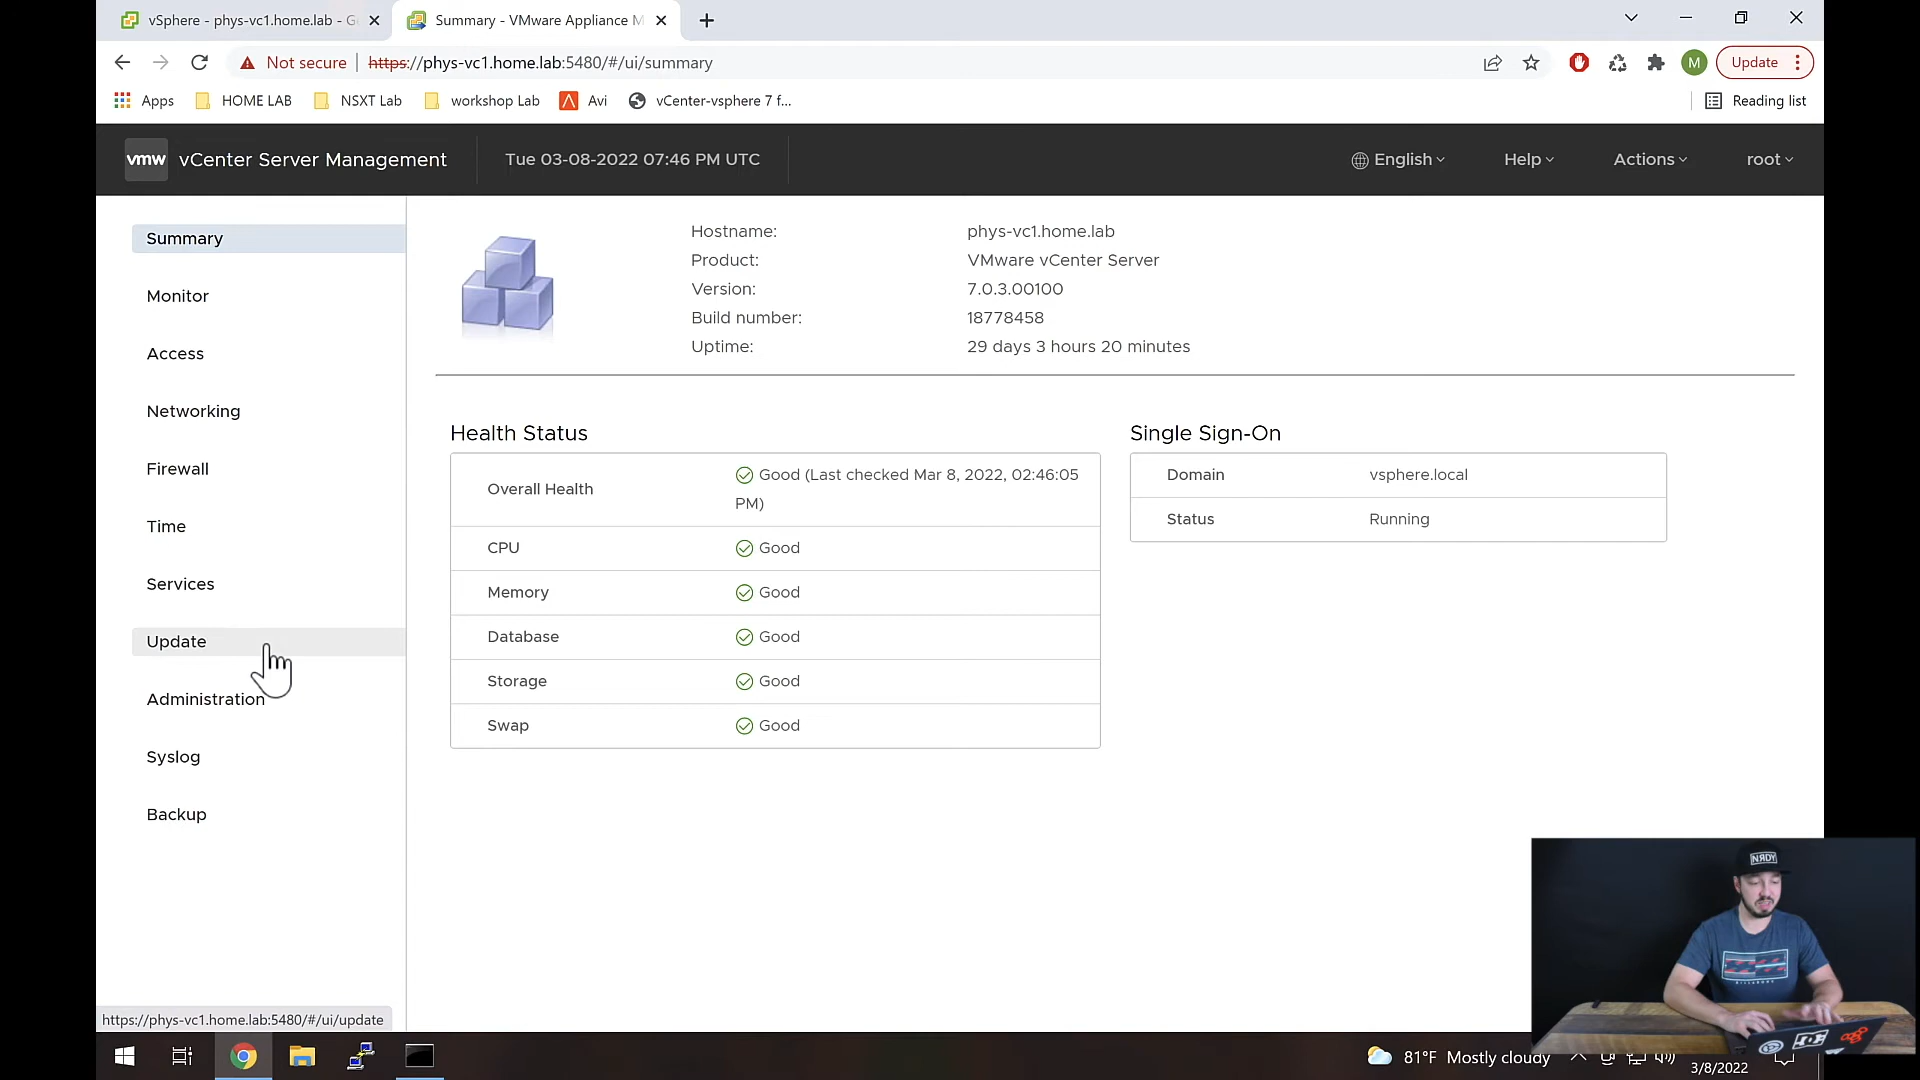 vSphere - phys-vc1.home.lab - G
Summary - VMware Appliance M
Not secure
https://phys-vc1.home.lab:5480/#/ui/summary
M
Update
Apps
HOME LAB
NSXT Lab
workshop Lab
Avi
vCenter-vsphere 7 f...
Reading list
vmw
vCenter Server Management
Tue 03-08-2022 07:46 PM UTC
English
Help
Actions
root
Summary
Monitor
Access
Networking
Firewall
Time
Services
Update
Administration
Syslog
Backup
Hostname: phys-vc1.home.lab
Product: VMware vCenter Server
Version: 7.0.3.00100
Build number: 18778458
Uptime: 29 days 3 hours 20 minutes
Health Status
Overall Health Good (Last checked Mar 8, 2022, 02:46:05
PM)
CPU Good
Memory Good
Database Good
Storage Good
Swap Good
Single Sign-On
Domain vsphere.local
Status Running
NRDY
BILLABONG
https://phys-vc1.home.lab:5480/#/ui/update
81°F Mostly cloudy
3/8/2022